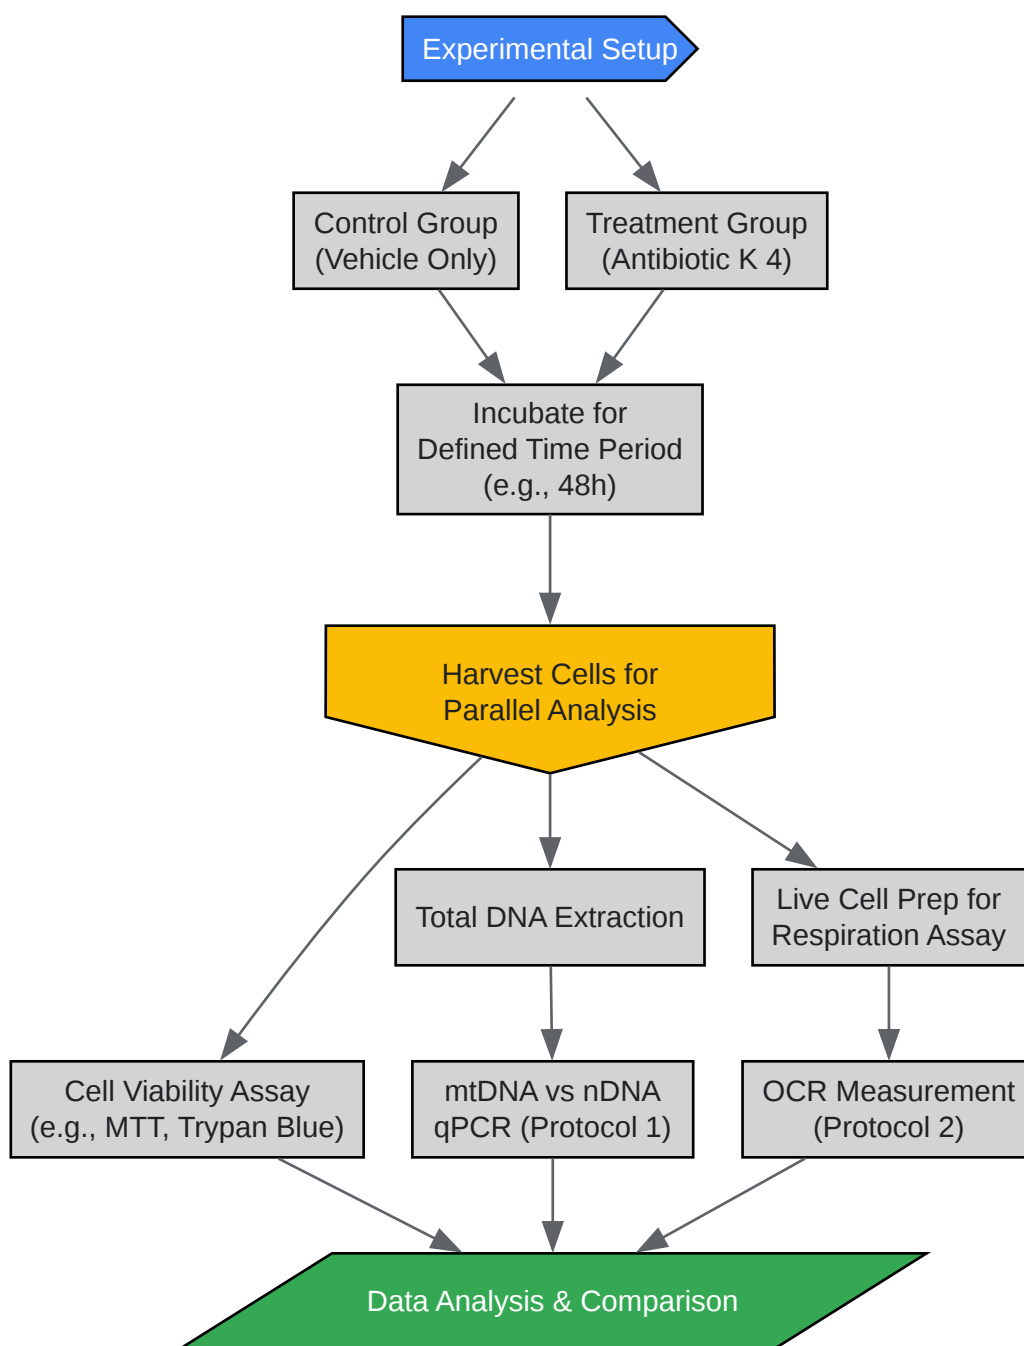 Experimental Setup
Control Group
(Vehicle Only)
Treatment Group
(Antibiotic K 4)
Incubate for
Defined Time Period
(e.g., 48h)
Harvest Cells for
Parallel Analysis
Total DNA Extraction
Live Cell Prep for
Respiration Assay
Cell Viability Assay
(e.g., MTT, Trypan Blue)
mtDNA vs nDNA
qPCR (Protocol 1)
OCR Measurement
(Protocol 2)
Data Analysis & Comparison